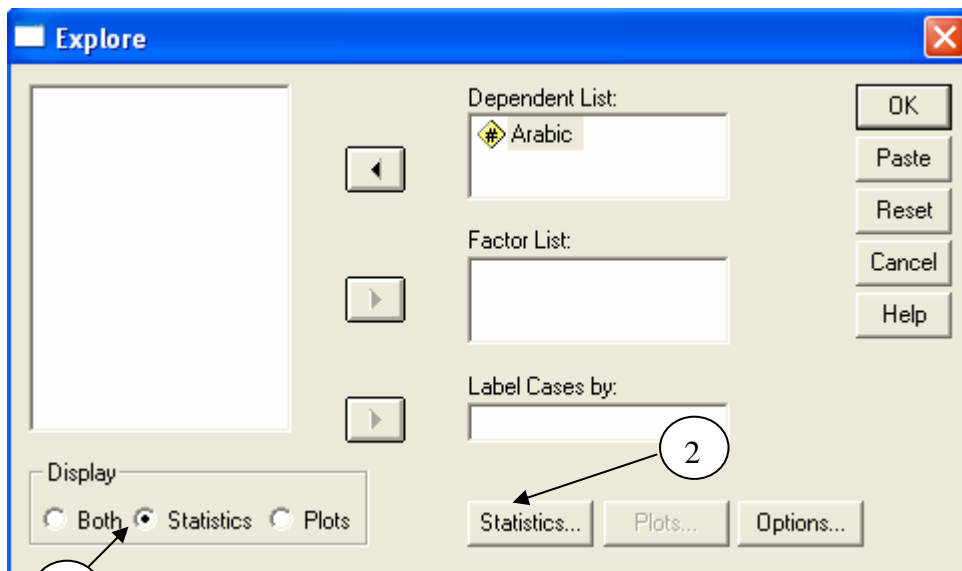 Explore
Dependent List:
# Arabic
OK
Paste
Reset
Cancel
Help
Factor List:
Label Cases by:
2
Display
Both Statistics Plots
Statistics... Plots... Options...